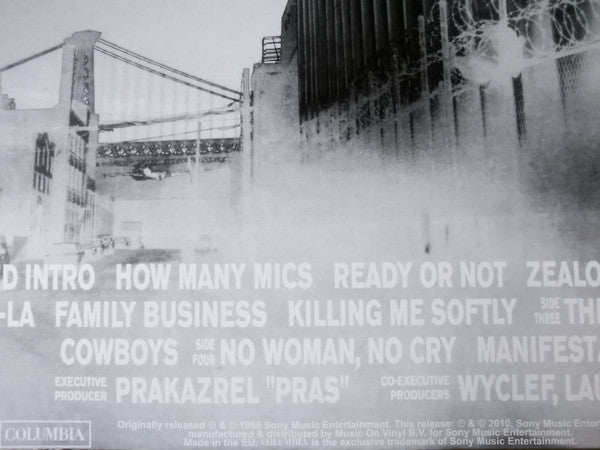 D INTRO HOW MANY MICS READY OR NOT ZEALO
-LA FAMILY BUSINESS KILLING ME SOFTLY SIDE THREE TH
COWBOYS SIDE FOUR NO WOMAN, NO CRY MANIFESTA
EXECUTIVE PRODUCER PRAKAZREL "PRAS" CO-EXECUTIVE PRODUCERS WYCLEF, LAU
Originally released ℗ & © 1996 Sony Music Entertainment. This release: ℗ & © 2010, Sony Music Enter
manufactured & distributed by Music On Vinyl B.V. for Sony Music Entertainment.
COLUMBIA
Made in the EU. COLUMBIA is the exclusive trademark of Sony Music Entertainment.